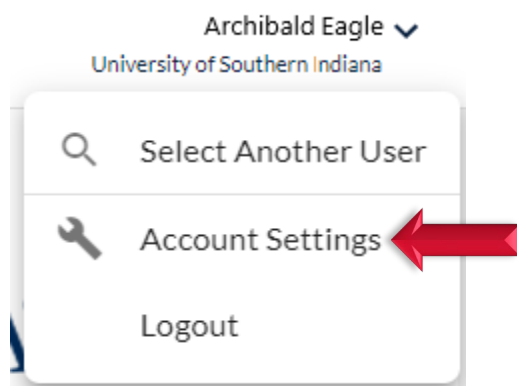 Archibald Eagle
University of Southern Indiana
Select Another User
Account Settings
Logout